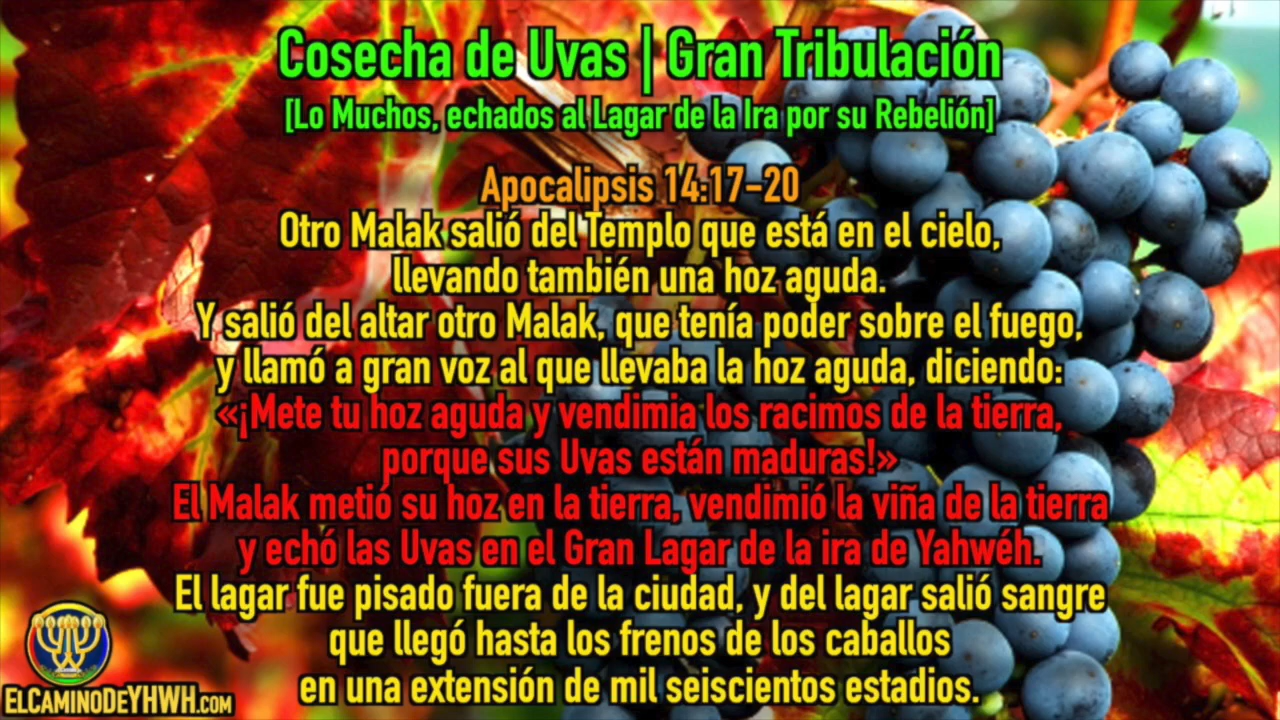 Cosecha de Uvas | Gran Tribulación
[Lo Muchos, echados al Lagar de la Ira por su Rebelión]
Apocalipsis 14:17-20
Otro Malak salió del Templo que está en el cielo,
llevando también una hoz aguda.
Y salió del altar otro Malak, que tenía poder sobre el fuego,
y llamó a gran voz al que llevaba la hoz aguda, diciendo:
«¡Mete tu hoz aguda y vendimia los racimos de la tierra,
porque sus Uvas están maduras!»
El Malak metió su hoz en la tierra, vendimió la viña de la tierra
y echó las Uvas en el Gran Lagar de la ira de Yahwéh.
El lagar fue pisado fuera de la ciudad, y del lagar salió sangre
que llegó hasta los frenos de los caballos
en una extensión de mil seiscientos estadios.
ElCaminoDeYHWH.com